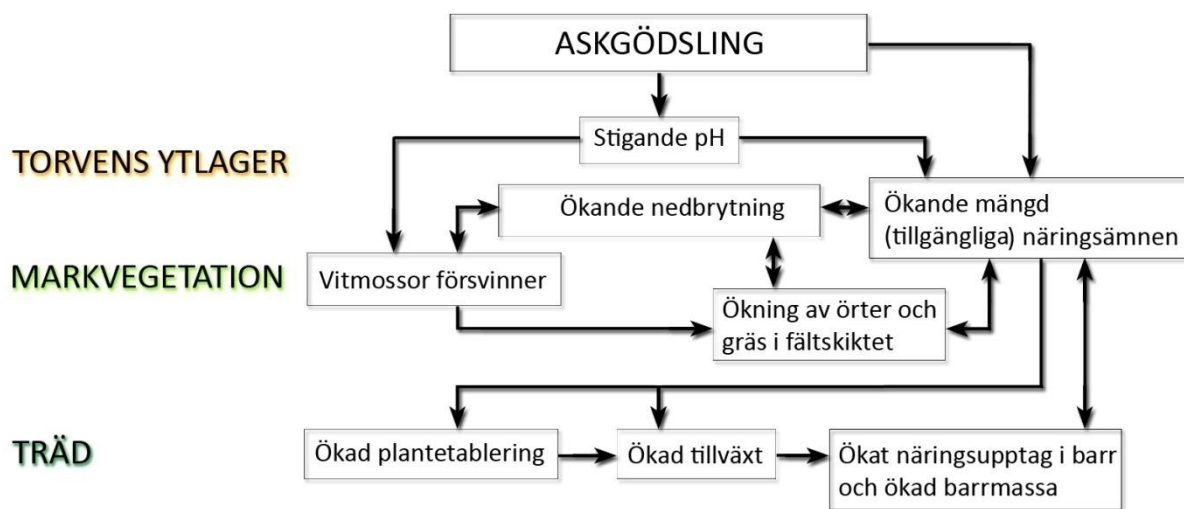 ASKGÖDSLING
Stigande pH
TORVENS YTLAGER
Ökande nedbrytning
Ökande mängd
(tillgängliga) näringsämnen
MARKVEGETATION
Vitmossor försvinner
Ökning av örter och
gräs i fältskiktet
TRÄD
Ökad plantetablering
Ökad tillväxt
Ökat näringsupptag i barr
och ökad barrmassa